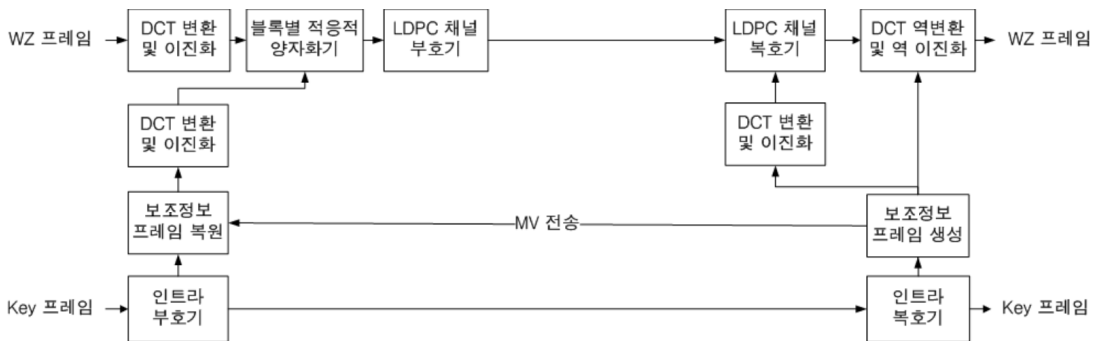 WZ 프레임
DCT 변환
및 이진화
블록별 적응적
양자화기
LDPC 채널
부호기
LDPC 채널
복호기
DCT 역변환
및 역 이진화
WZ 프레임
DCT 변환
및 이진화
DCT 변환
및 이진화
보조정보
프레임 복원
MV 전송
보조정보
프레임 생성
Key 프레임
인트라
부호기
인트라
복호기
Key 프레임